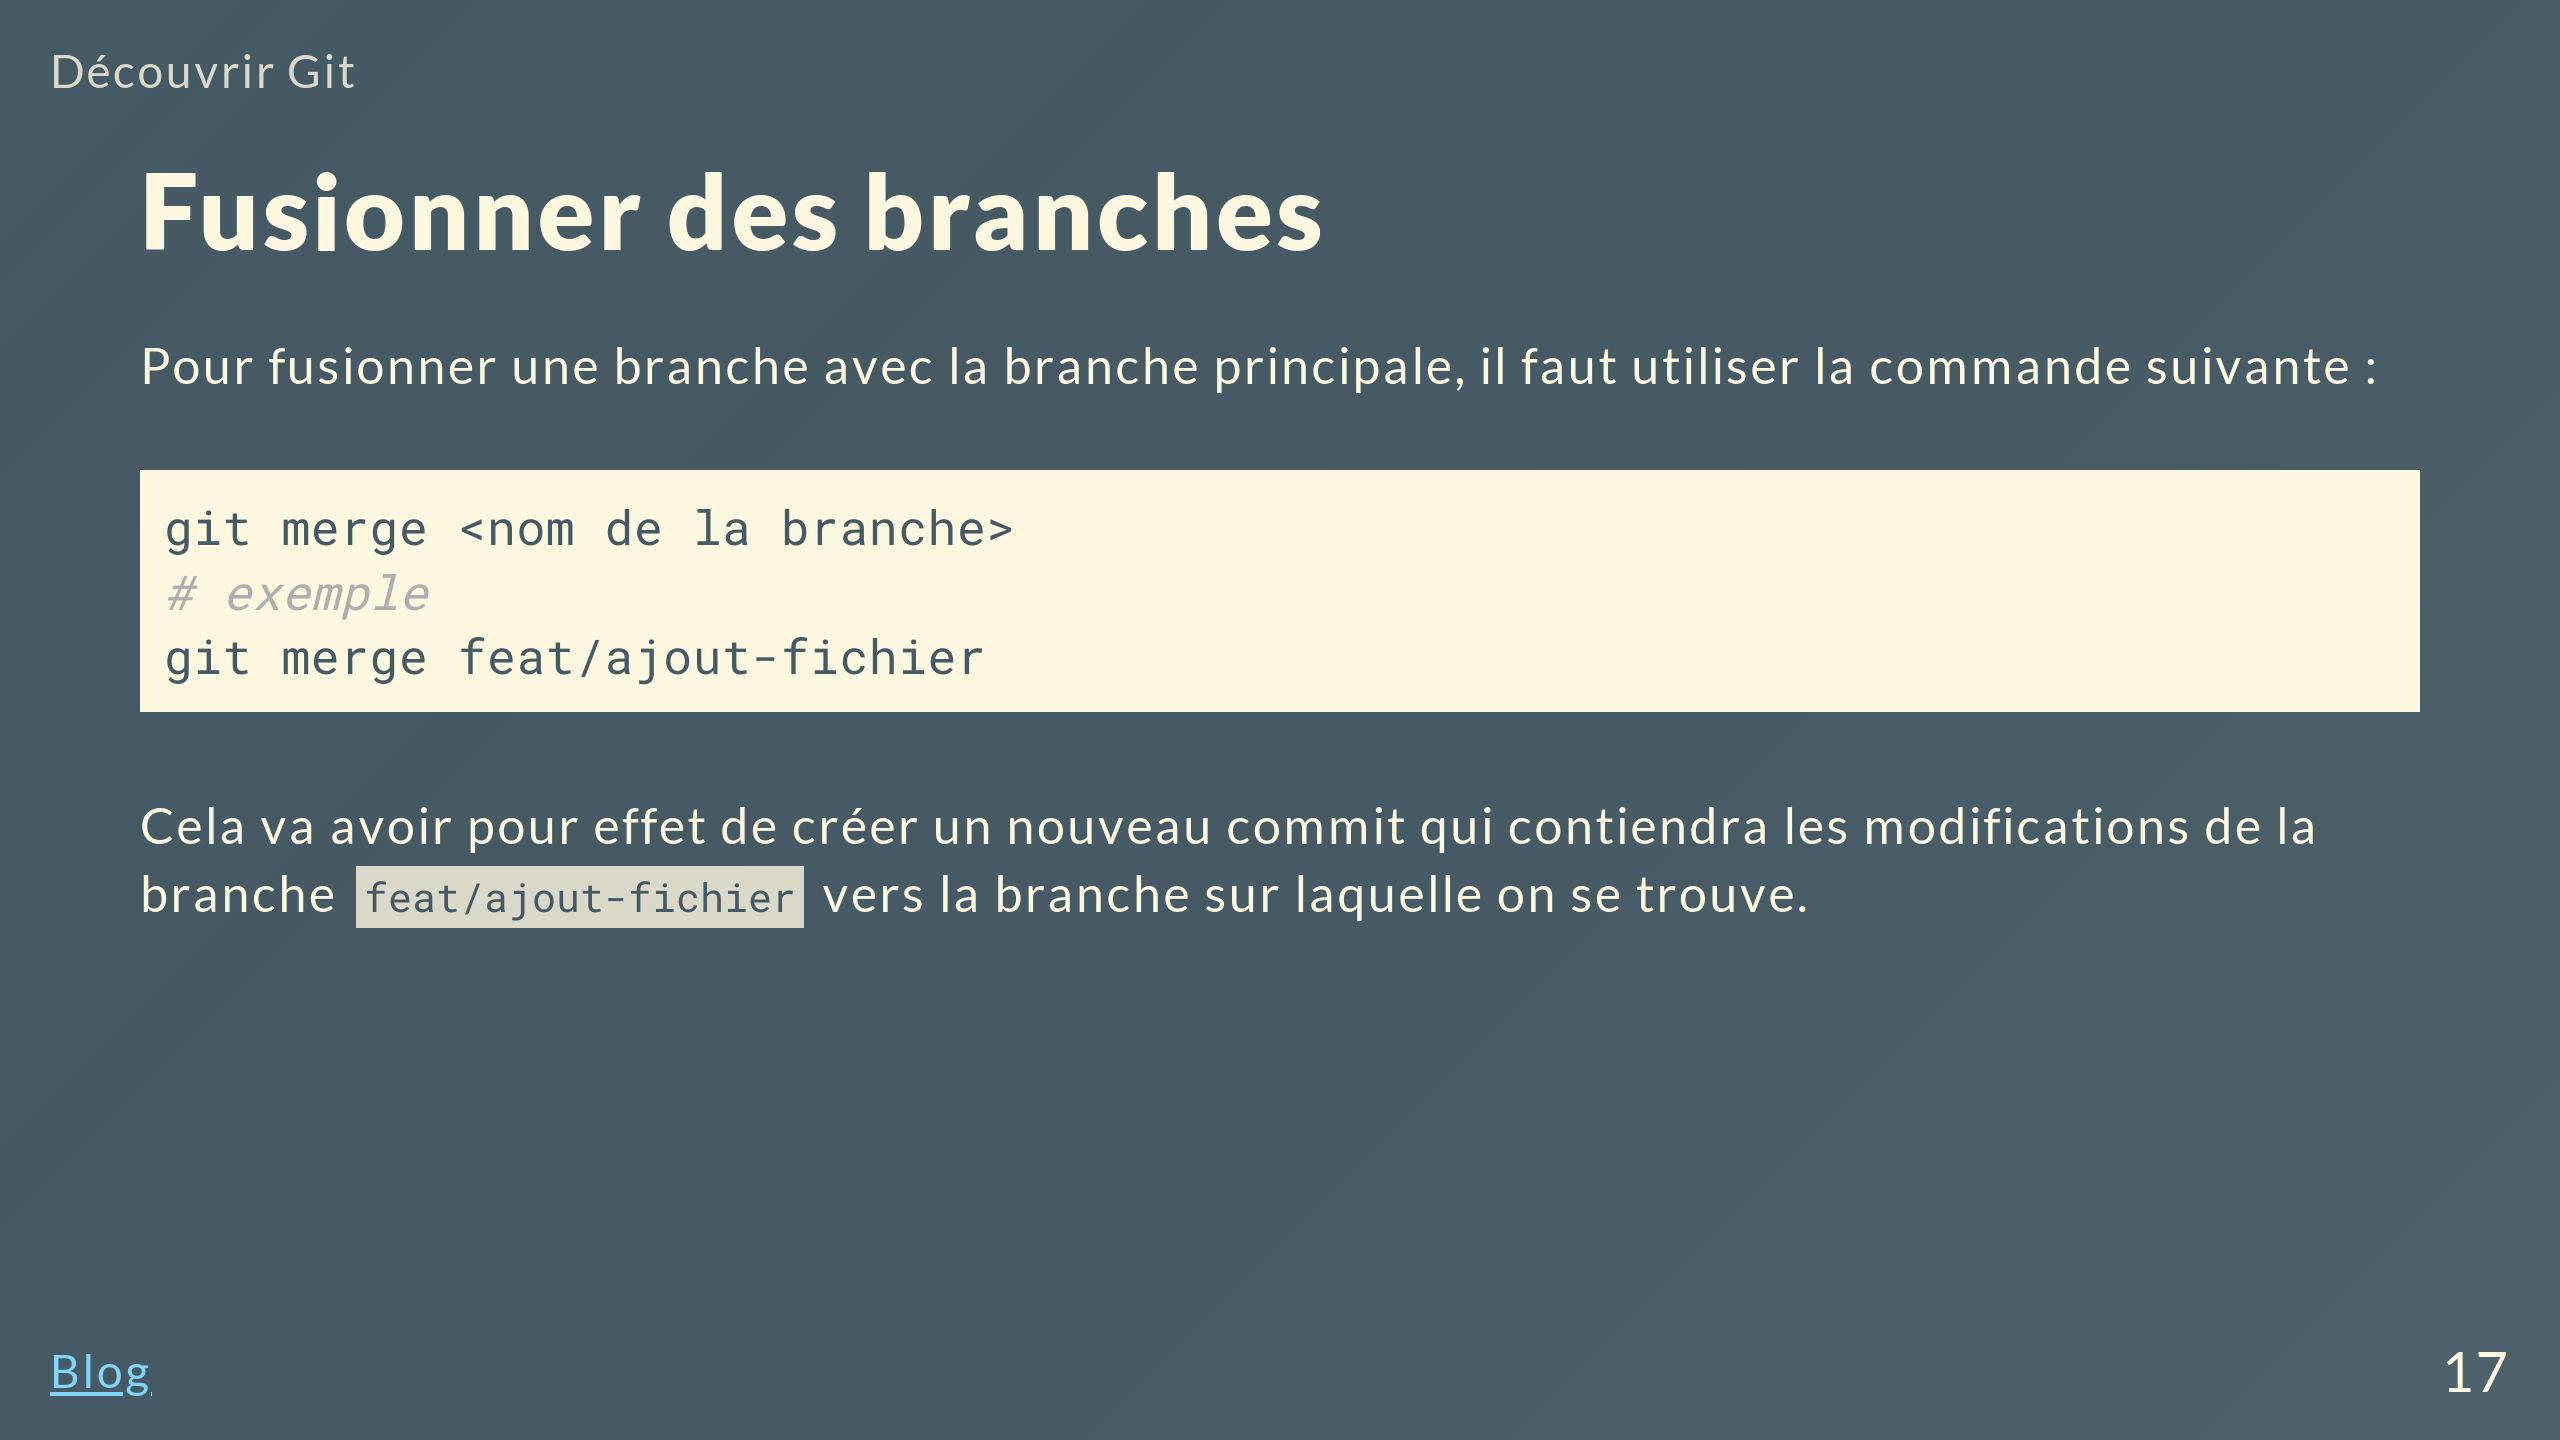 Découvrir Git
Fusionner des branches
Pour fusionner une branche avec la branche principale, il faut utiliser la commande suivante :
git merge <nom de la branche>
# exemple
git merge feat/ajout-fichier
Cela va avoir pour effet de créer un nouveau commit qui contiendra les modifications de la
branche feat/ajout-fichier vers la branche sur laquelle on se trouve.
Blog
17